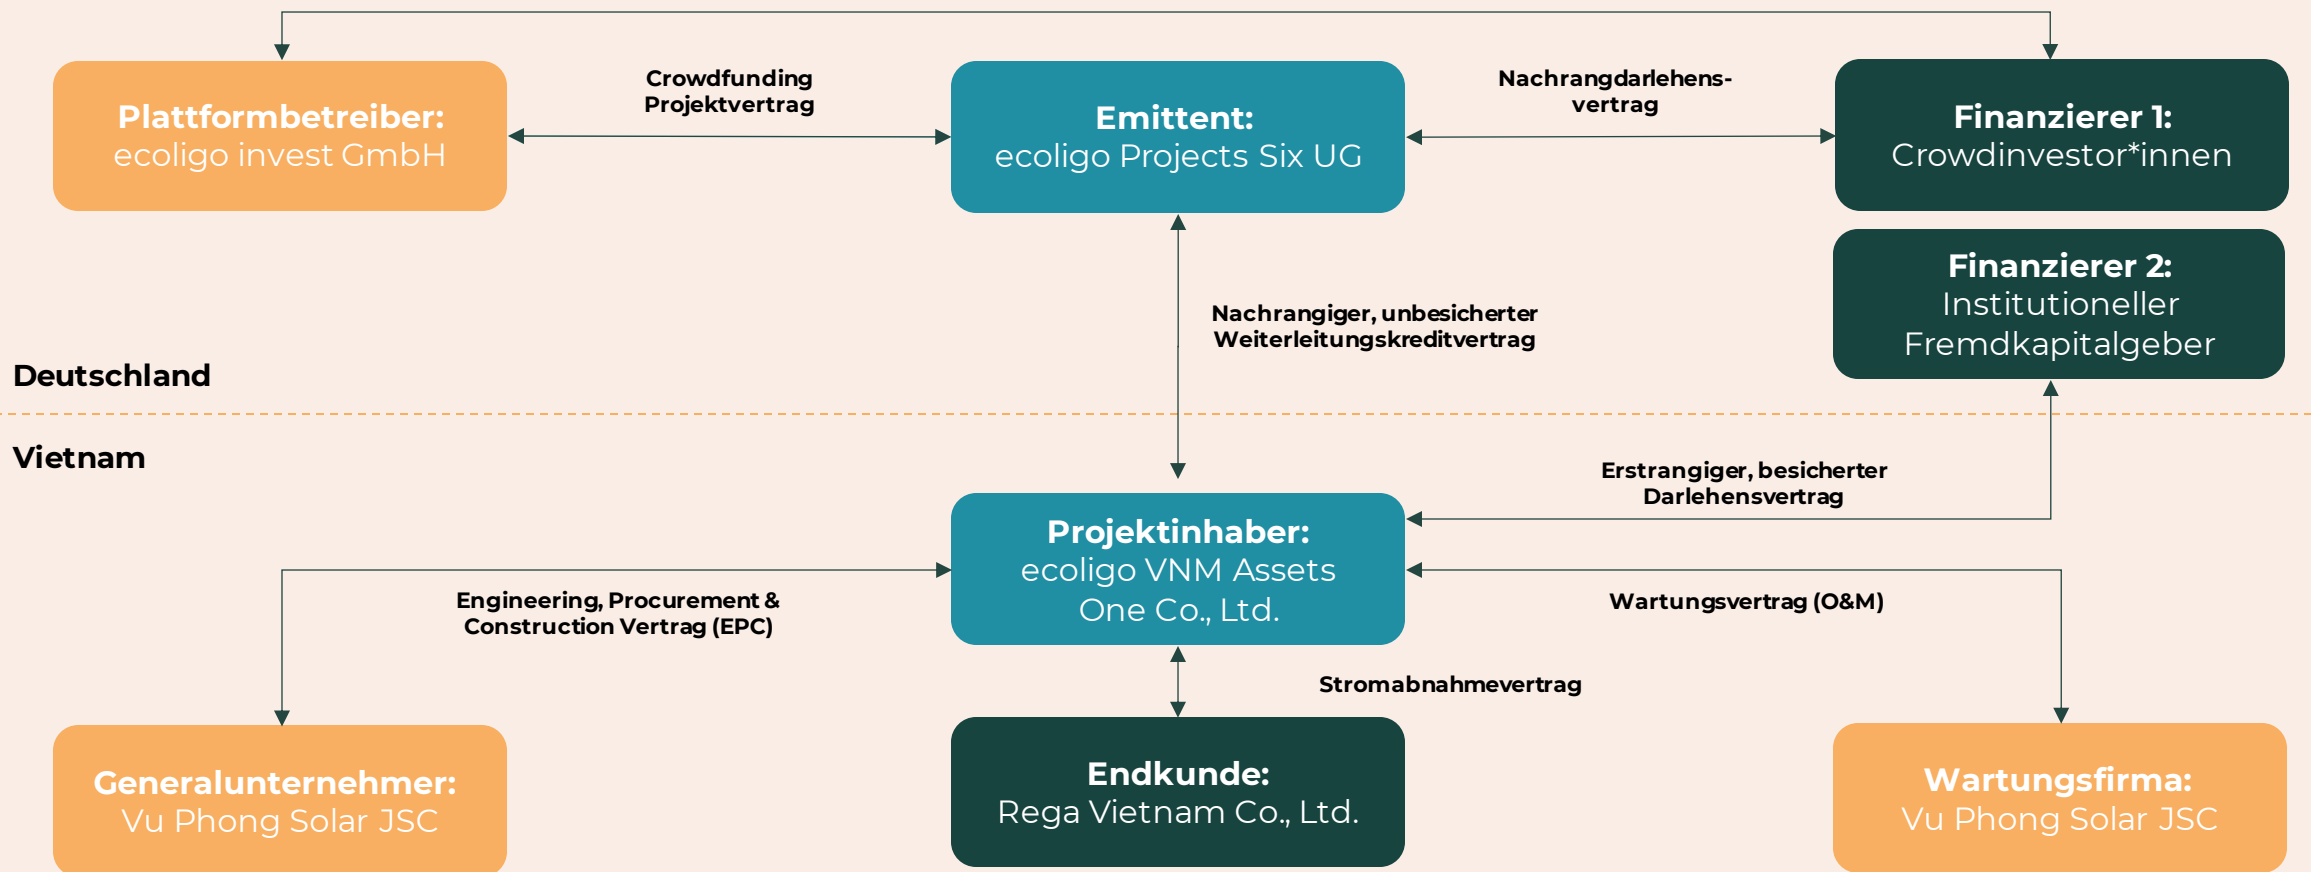 Crowdfunding
Projektvertrag
Nachrangdarlehens-
vertrag
Plattformbetreiber:
ecoligo invest GmbH
Emittent:
ecoligo Projects Six UG
Finanzierer 1:
Crowdinvestor*innen
Finanzierer 2:
Institutioneller
Fremdkapitalgeber
Nachrangiger, unbesicherter
Weiterleitungskreditvertrag
Deutschland
Vietnam
Erstrangiger, besicherter
Darlehensvertrag
Projektinhaber:
ecoligo VNM Assets
One Co., Ltd.
Engineering, Procurement &
Construction Vertrag (EPC)
Wartungsvertrag (O&M)
Stromabnahmevertrag
Generalunternehmer:
Vu Phong Solar JSC
Endkunde:
Rega Vietnam Co., Ltd.
Wartungsfirma:
Vu Phong Solar JSC